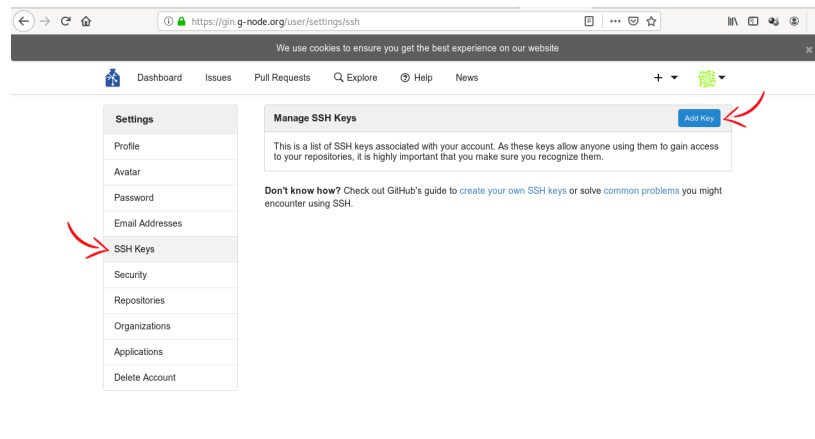 https://gin.g-node.org/user/settings/ssh
We use cookies to ensure you get the best experience on our website
Dashboard Issues Pull Requests Explore Help News
Settings
Profile
Avatar
Password
Email Addresses
SSH Keys
Security
Repositories
Organizations
Applications
Delete Account
Manage SSH Keys
Add Key
This is a list of SSH keys associated with your account. As these keys allow anyone using them to gain access
to your repositories, it is highly important that you make sure you recognize them.
Don't know how? Check out GitHub's guide to create your own SSH keys or solve common problems you might
encounter using SSH.